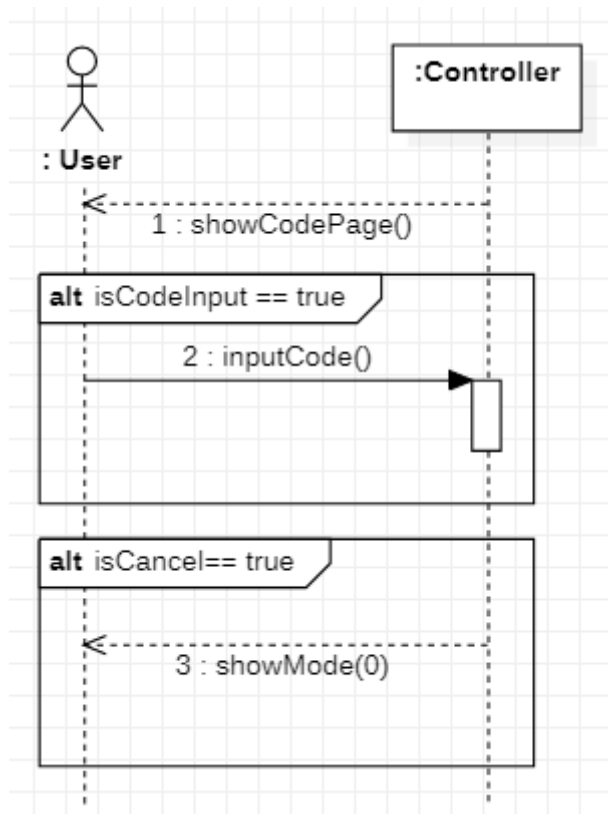 :Controller
: User
1 : showCodePage()
alt isCodeInput == true
2 : inputCode()
alt isCancel== true
3 : showMode(0)